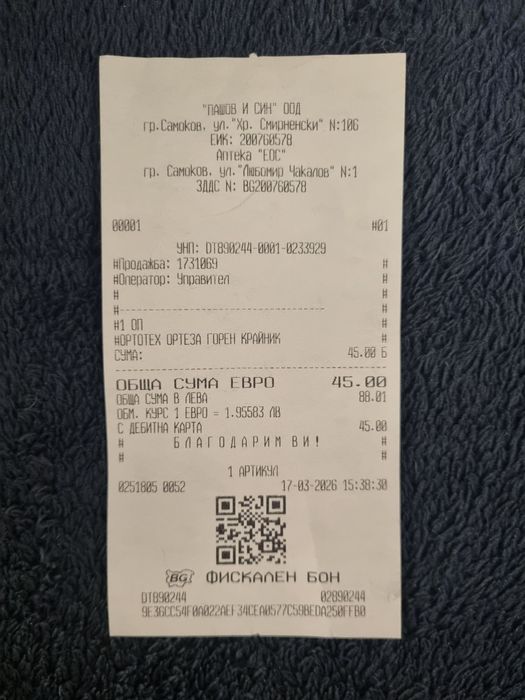 "ПАШОВ И СИН" ООД
гр.Самоков, ул."Хр. Смирненски" N:106
ЕИК: 200760578
Аптека "ЕОС"
гр. Самоков, ул."Любомир Чакалов" N:1
ЗДДС N: BG200760578
00001 #01
УНП: DT890244-0001-0233929
#Продажба: 1731069 #
#Оператор: Управител #
# #
#---------------------------------- #
#1 ОП #
#ОРТОТЕХ ОРТЕЗА ГОРЕН КРАЙНИК #
СУМА: 45.00 Б
ОБЩА СУМА ЕВРО 45.00
ОБЩА СУМА В ЛЕВА 88.01
ОБМ. КУРС 1 ЕВРО = 1.95583 ЛВ
С ДЕБИТНА КАРТА 45.00
# Б Л А Г О Д А Р И М В И ! #
# #
1 АРТИКУЛ
0251805 0052 17-03-2026 15:38:30
BG ФИСКАЛЕН БОН
DT890244 02890244
9E36CC54F0A022AEF34CEA0577C59BEDA250FFB0